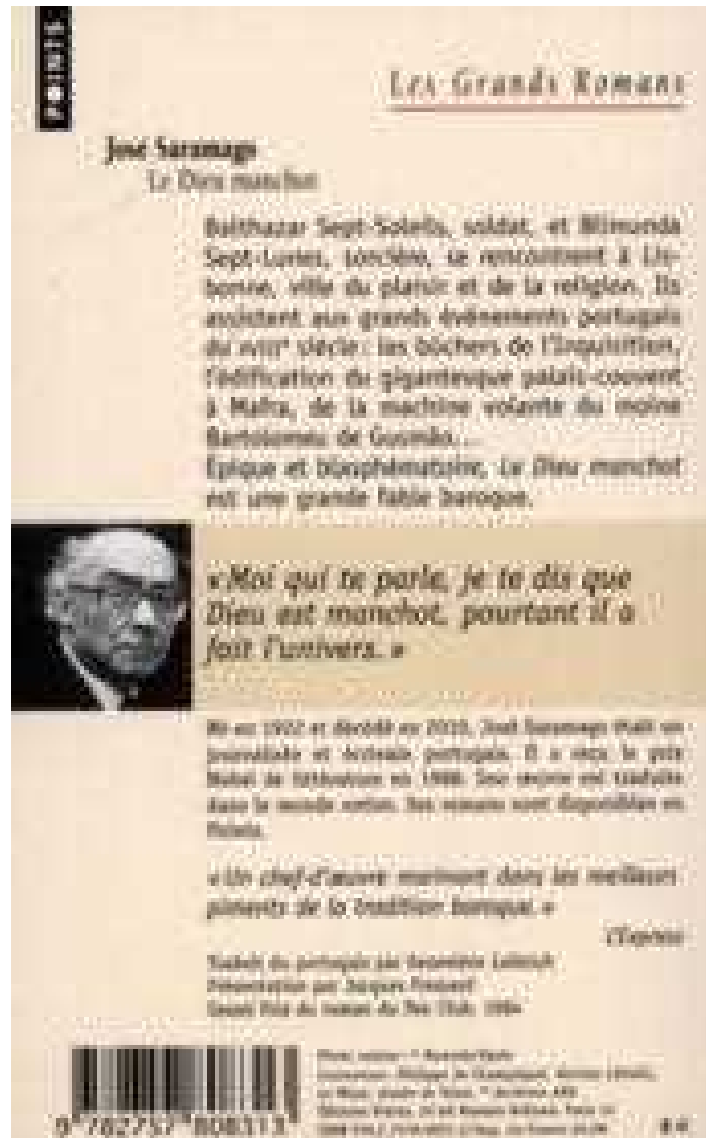 POINTS
Les Grands Romans
José Saramago
Le Dieu manchot
Balthazar Sept-Soleils, soldat, et Blimunda
Sept-Lunes, sorcière, se rencontrent à Lis-
bonne, ville du plaisir et de la religion. Ils
assistent aux grands événements portugais
du XVIIIe siècle : les bûchers de l'Inquisition,
l'édification du gigantesque palais-couvent
à Mafra, de la machine volante du moine
Bartolomeu de Gusmão...
Épique et blasphématoire, Le Dieu manchot
est une grande fable baroque.
« Moi qui te parle, je te dis que
Dieu est manchot, pourtant il a
fait l'univers. »
Né en 1922 et décédé en 2010, José Saramago était un
journaliste et écrivain portugais. Il a reçu le prix
Nobel de littérature en 1988. Son œuvre est traduite
dans le monde entier. Ses romans sont disponibles en
Points.
« Un chef-d'œuvre marinant dans les meilleurs
piments de la tradition baroque. »
L'Express
Traduit du portugais par Geneviève Leibrich
Présentation par Jacques
Grand Prix du roman du Pen Club, 1984
9 782757 808313